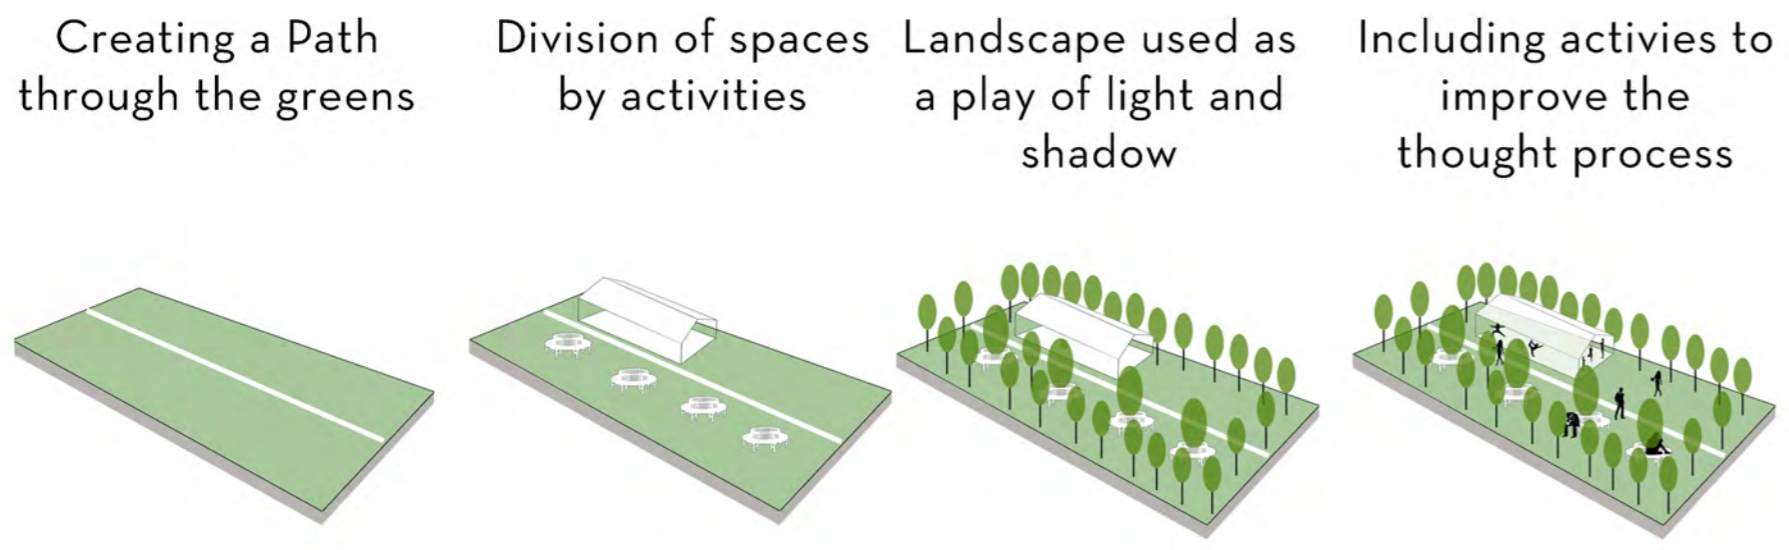 Creating a Path
through the greens
Division of spaces
by activities
Landscape used as
a play of light and
shadow
Including activies to
improve the
thought process